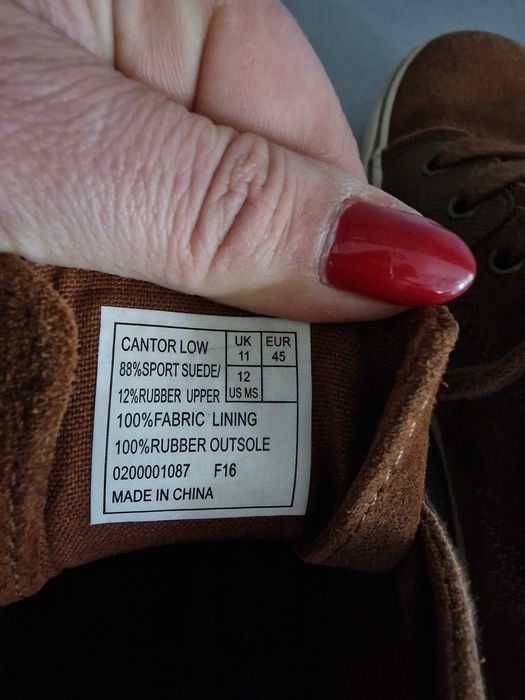 CANTOR LOW
UK EUR
11 45
88%SPORT SUEDE/
12
12%RUBBER UPPER
US MS
100%FABRIC LINING
100%RUBBER OUTSOLE
0200001087 F16
MADE IN CHINA